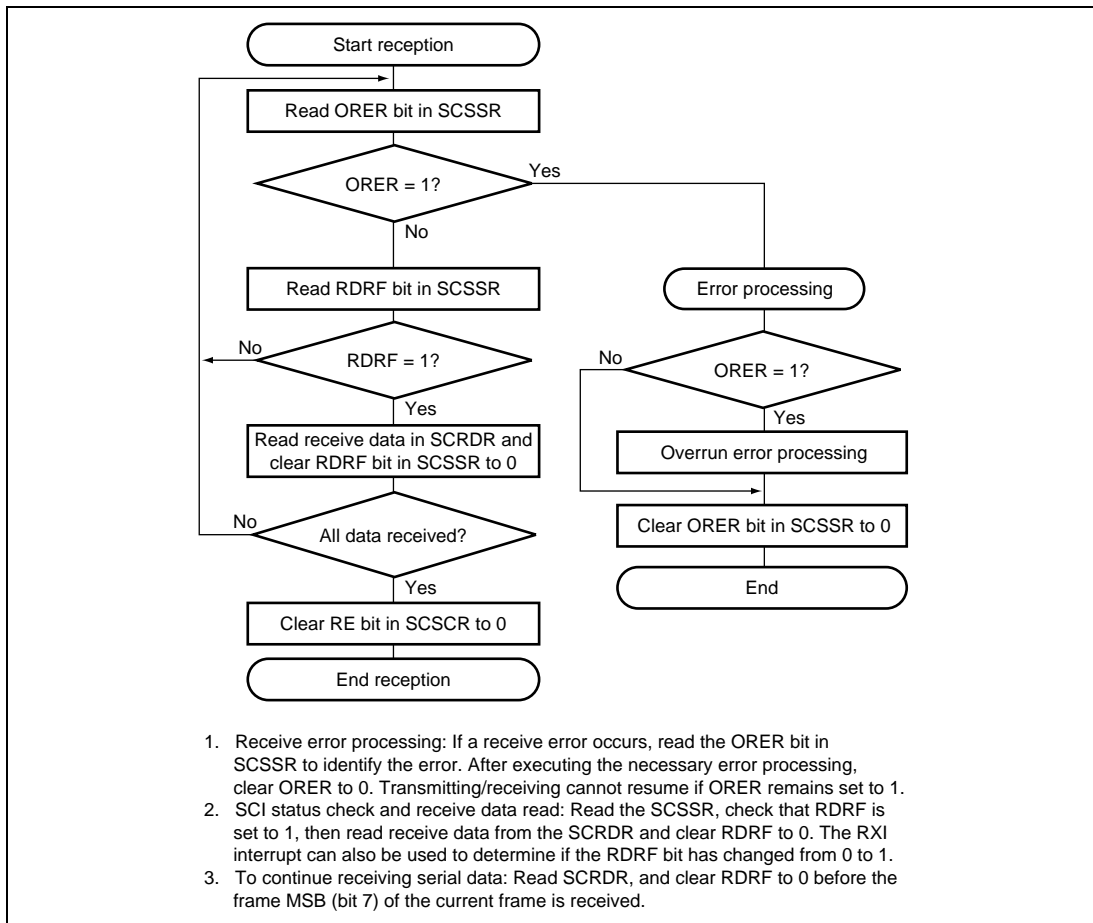 Start reception
Read ORER bit in SCSSR
ORER = 1?
Yes
No
Read RDRF bit in SCSSR
RDRF = 1?
No
Yes
Read receive data in SCRDR and
clear RDRF bit in SCSSR to 0
All data received?
No
Yes
Clear RE bit in SCSCR to 0
End reception
Error processing
ORER = 1?
No
Yes
Overrun error processing
Clear ORER bit in SCSSR to 0
End
1. Receive error processing: If a receive error occurs, read the ORER bit in
SCSSR to identify the error. After executing the necessary error processing,
clear ORER to 0. Transmitting/receiving cannot resume if ORER remains set to 1.
2. SCI status check and receive data read: Read the SCSSR, check that RDRF is
set to 1, then read receive data from the SCRDR and clear RDRF to 0. The RXI
interrupt can also be used to determine if the RDRF bit has changed from 0 to 1.
3. To continue receiving serial data: Read SCRDR, and clear RDRF to 0 before the
frame MSB (bit 7) of the current frame is received.